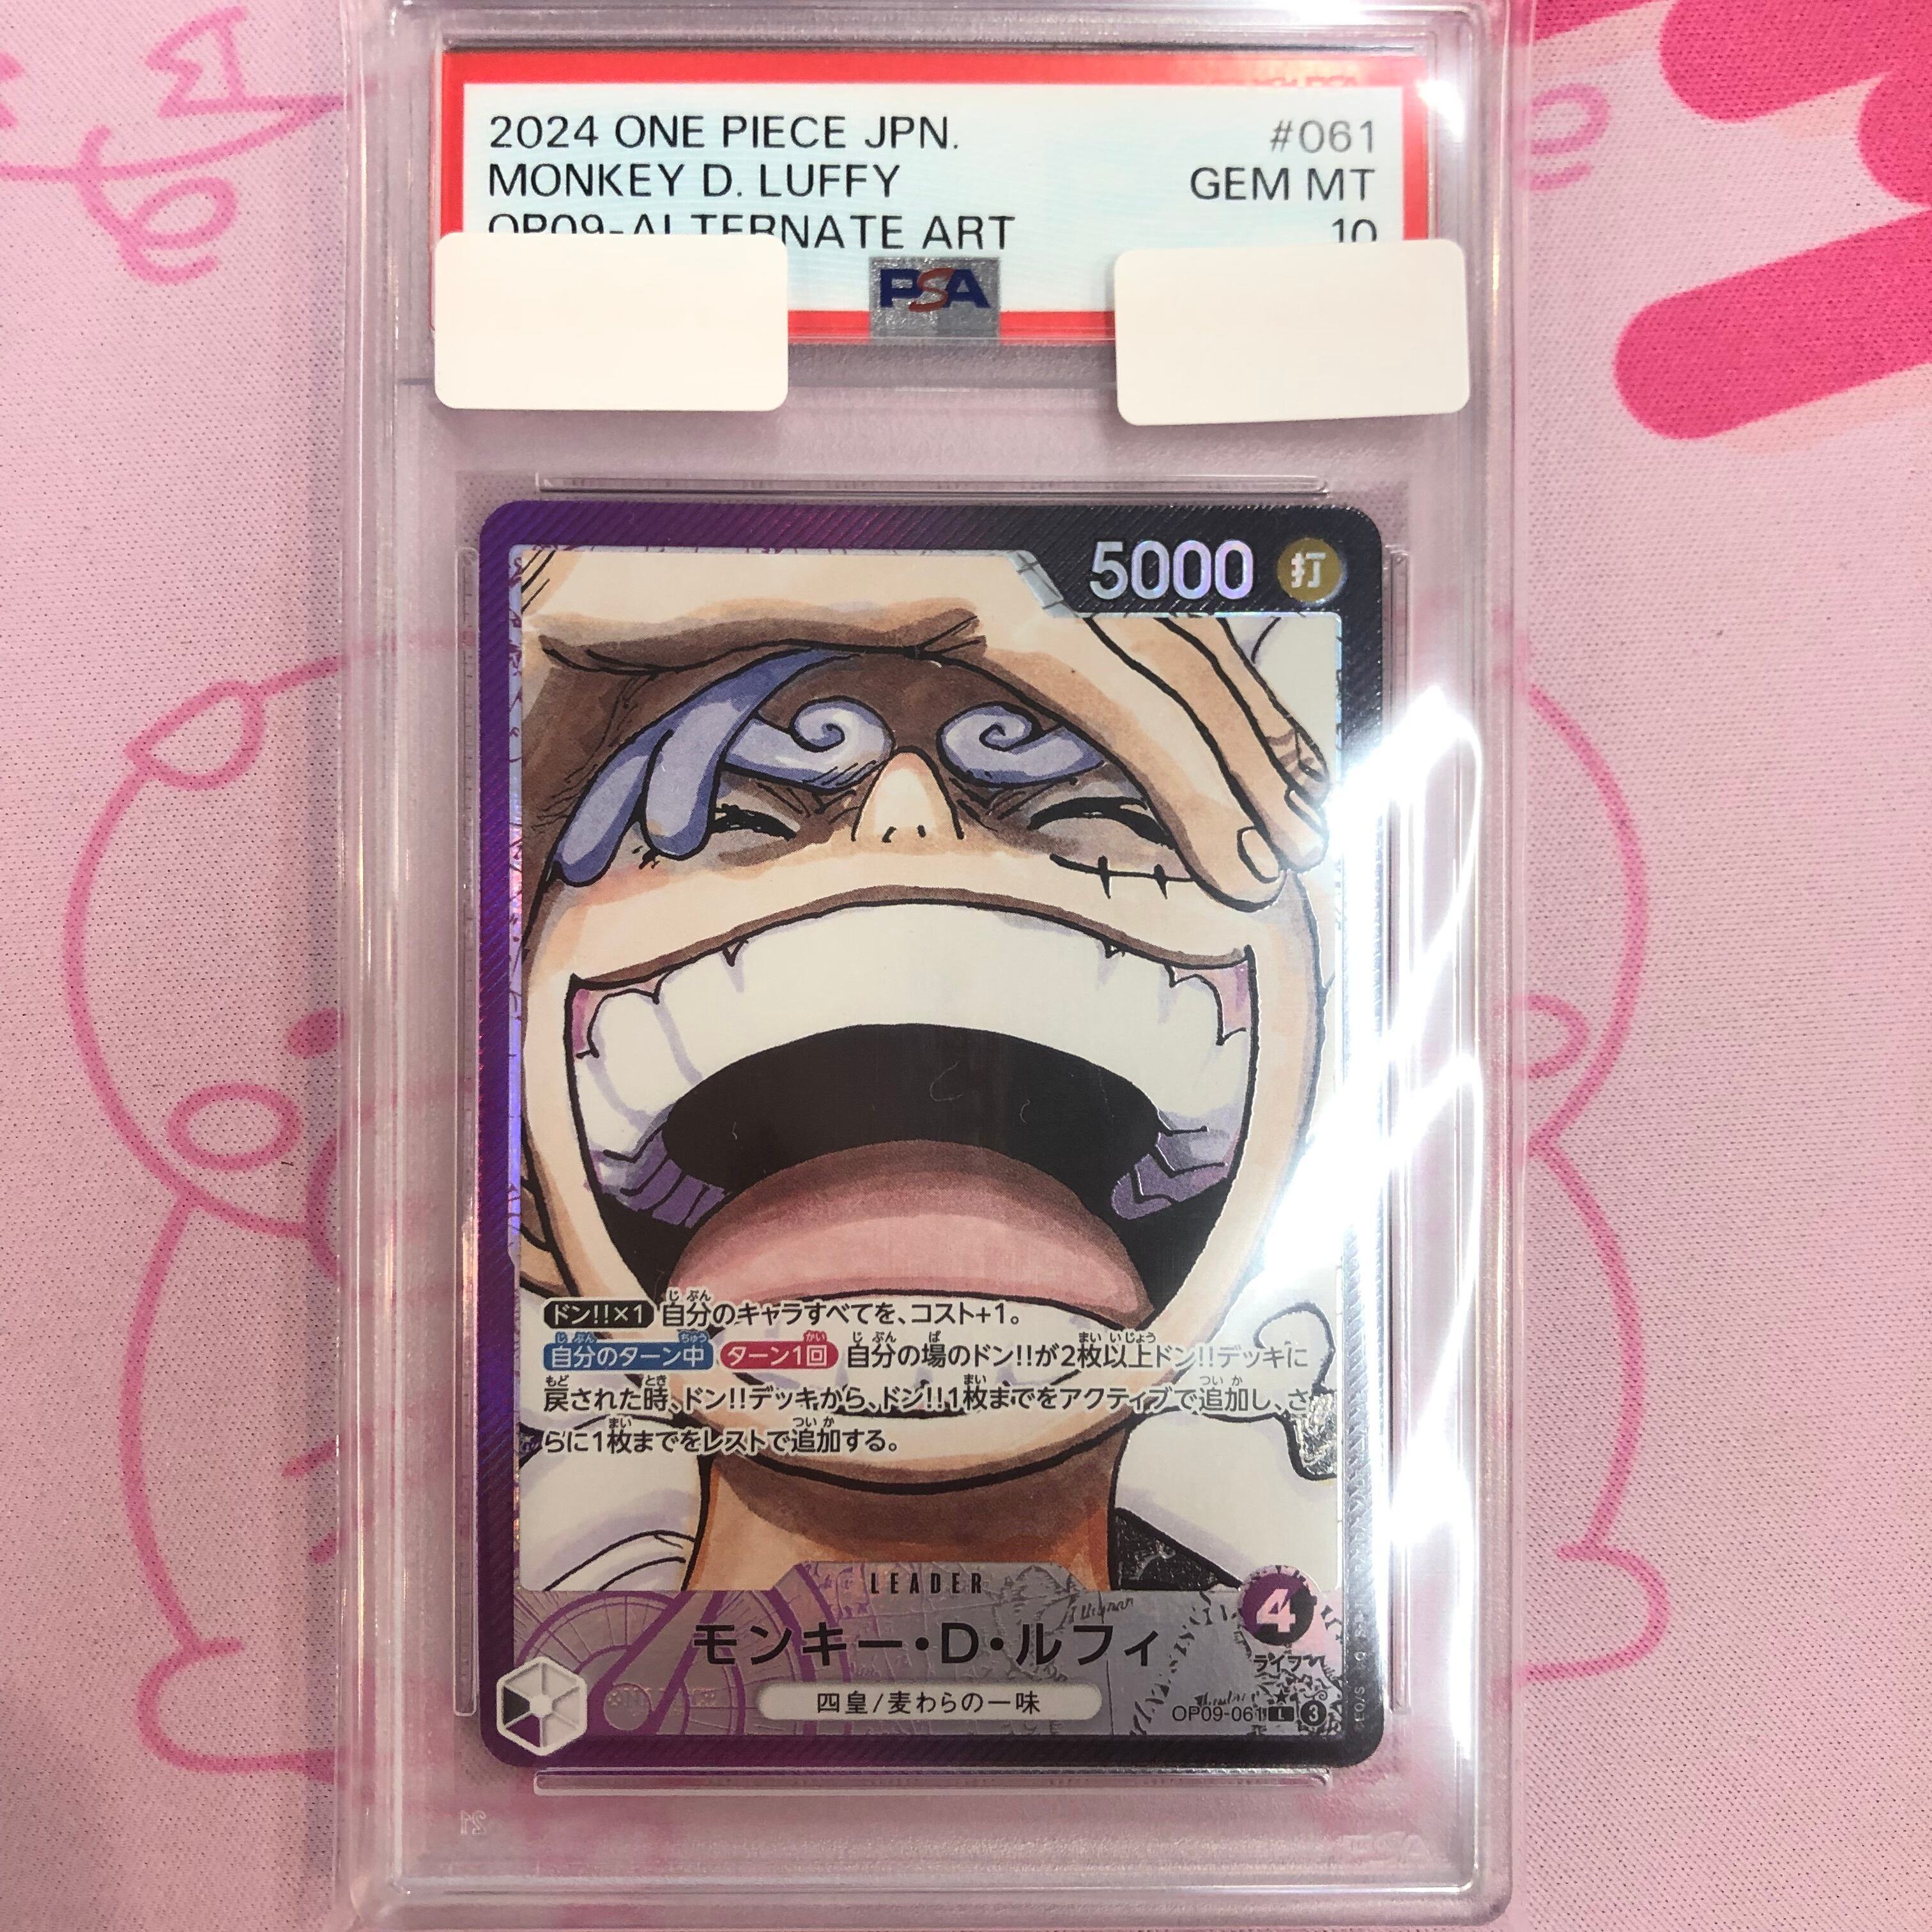 2024 ONE PIECE JPN. #061
MONKEY D. LUFFY GEM MT
OP09-ALTERNATE ART 10
PSA
5000 打
ドン!!×1 自分のキャラすべてを、コスト+1。
自分のターン中 ターン1回 自分の場のドン!!が2枚以上ドン!!デッキに
戻された時、ドン!!デッキから、ドン!!1枚までをアクティブで追加し、さ
らに1枚までをレストで追加する。
LEADER
モンキー・D・ルフィ
4
ライフ
四皇/麦わらの一味
OP09-061 L 3